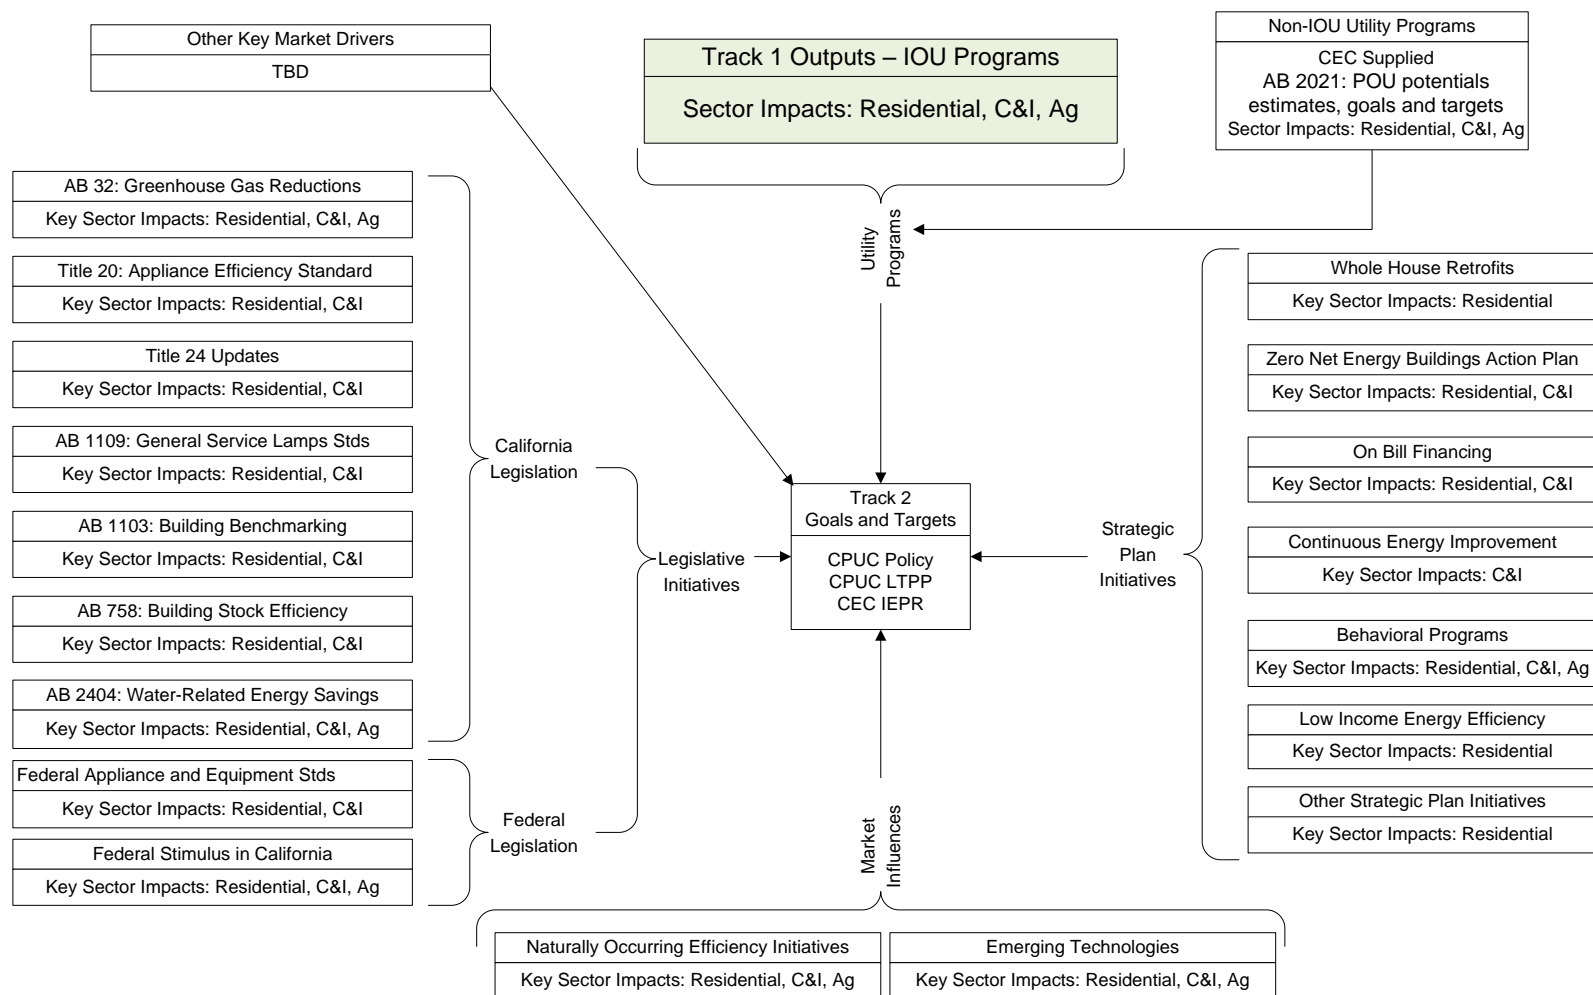 Other Key Market Drivers
TBD
Track 1 Outputs – IOU Programs
Sector Impacts: Residential, C&I, Ag
Non-IOU Utility Programs
CEC Supplied
AB 2021: POU potentials
estimates, goals and targets
Sector Impacts: Residential, C&I, Ag
AB 32: Greenhouse Gas Reductions
Key Sector Impacts: Residential, C&I, Ag
Title 20: Appliance Efficiency Standard
Key Sector Impacts: Residential, C&I
Title 24 Updates
Key Sector Impacts: Residential, C&I
AB 1109: General Service Lamps Stds
Key Sector Impacts: Residential, C&I
AB 1103: Building Benchmarking
Key Sector Impacts: Residential, C&I
AB 758: Building Stock Efficiency
Key Sector Impacts: Residential, C&I
AB 2404: Water-Related Energy Savings
Key Sector Impacts: Residential, C&I, Ag
Federal Appliance and Equipment Stds
Key Sector Impacts: Residential, C&I
Federal Stimulus in California
Key Sector Impacts: Residential, C&I, Ag
California
Legislation
Federal
Legislation
Legislative
Initiatives
Utility
Programs
Track 2
Goals and Targets
CPUC Policy
CPUC LTPP
CEC IEPR
Market
Influences
Strategic
Plan
Initiatives
Whole House Retrofits
Key Sector Impacts: Residential
Zero Net Energy Buildings Action Plan
Key Sector Impacts: Residential, C&I
On Bill Financing
Key Sector Impacts: Residential, C&I
Continuous Energy Improvement
Key Sector Impacts: C&I
Behavioral Programs
Key Sector Impacts: Residential, C&I, Ag
Low Income Energy Efficiency
Key Sector Impacts: Residential
Other Strategic Plan Initiatives
Key Sector Impacts: Residential
Naturally Occurring Efficiency Initiatives
Key Sector Impacts: Residential, C&I, Ag
Emerging Technologies
Key Sector Impacts: Residential, C&I, Ag